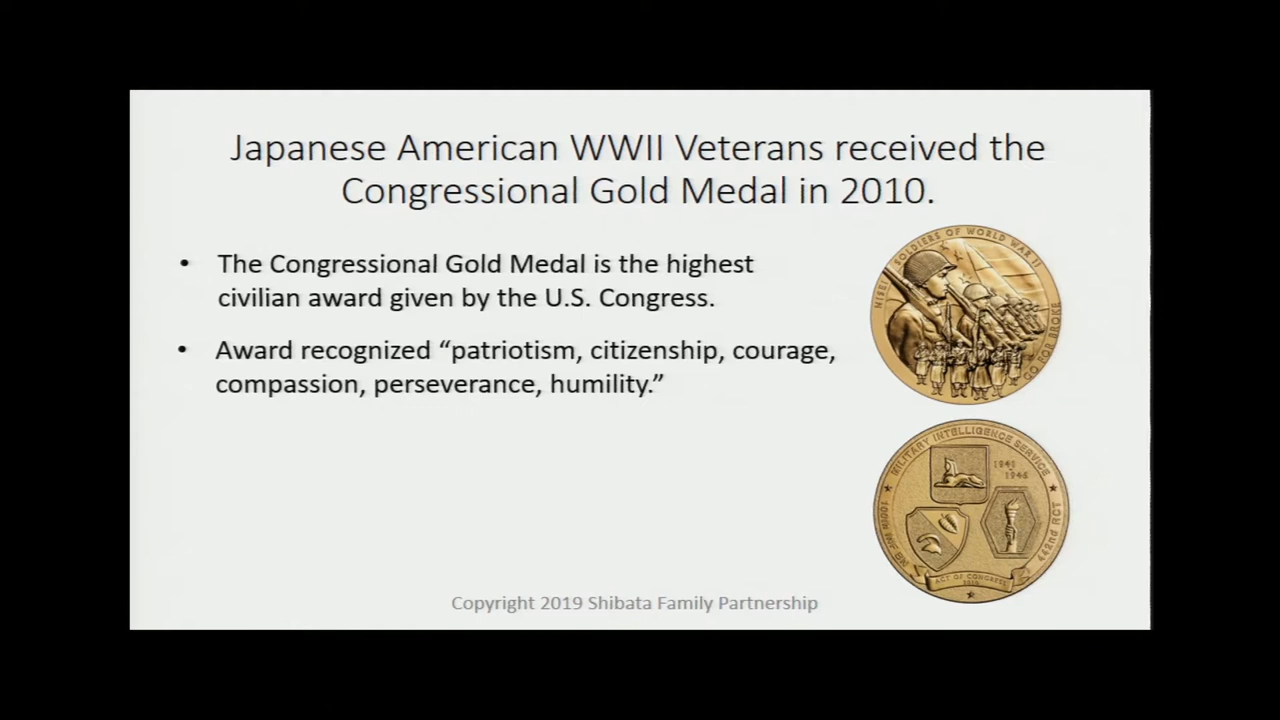 Japanese American WWII Veterans received the
Congressional Gold Medal in 2010.
• The Congressional Gold Medal is the highest
civilian award given by the U.S. Congress.
• Award recognized “patriotism, citizenship, courage,
compassion, perseverance, humility.”
NISEI SOLDIERS OF WORLD WAR II
GO FOR BROKE
MILITARY INTELLIGENCE SERVICE
1941
1946
100TH INF BN
442nd RCT
ACT OF CONGRESS
2010
Copyright 2019 Shibata Family Partnership